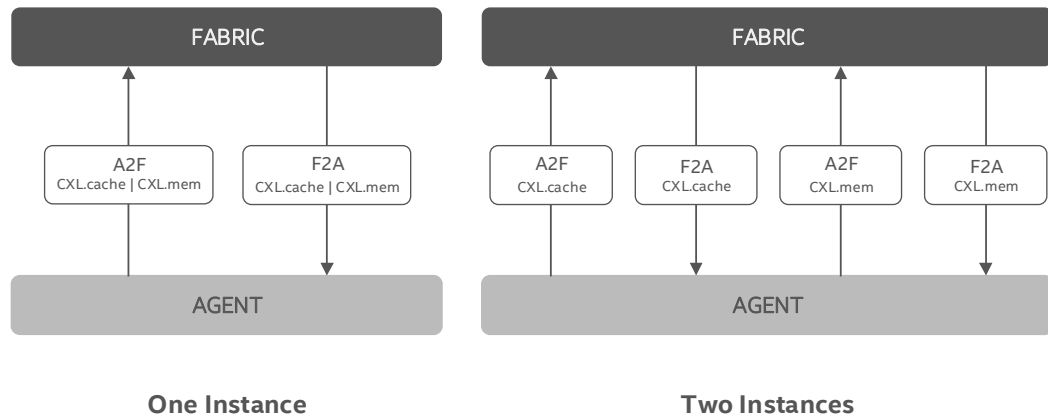 FABRIC
A2F
CXL.cache | CXL.mem
F2A
CXL.cache | CXL.mem
AGENT
One Instance
FABRIC
A2F
CXL.cache
F2A
CXL.cache
A2F
CXL.mem
F2A
CXL.mem
AGENT
Two Instances